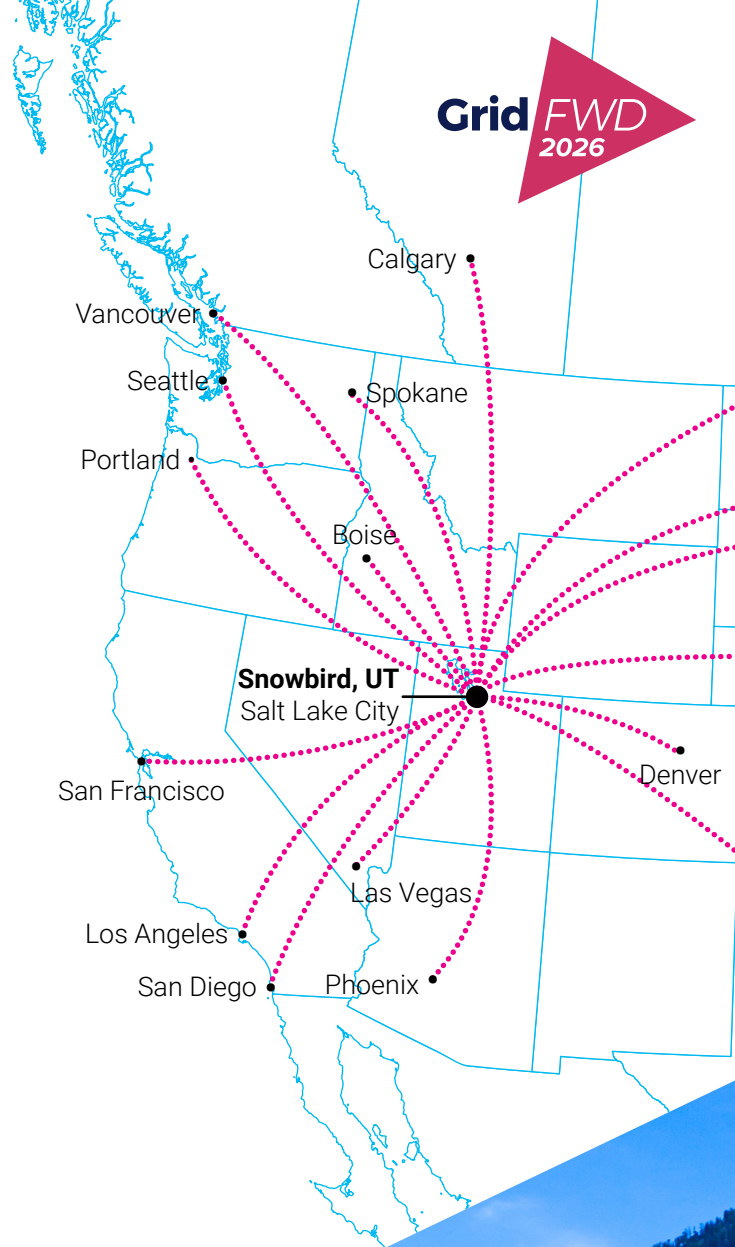 Grid FWD
2026
Calgary
Vancouver
Seattle
Spokane
Portland
Boise
Snowbird, UT
Salt Lake City
Denver
San Francisco
Las Vegas
Los Angeles
San Diego
Phoenix